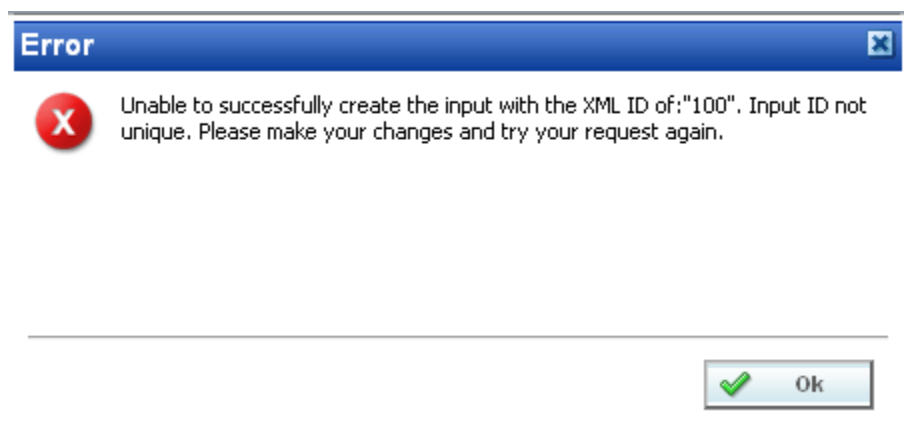 Error
Unable to successfully create the input with the XML ID of:"100". Input ID not
unique. Please make your changes and try your request again.
Ok